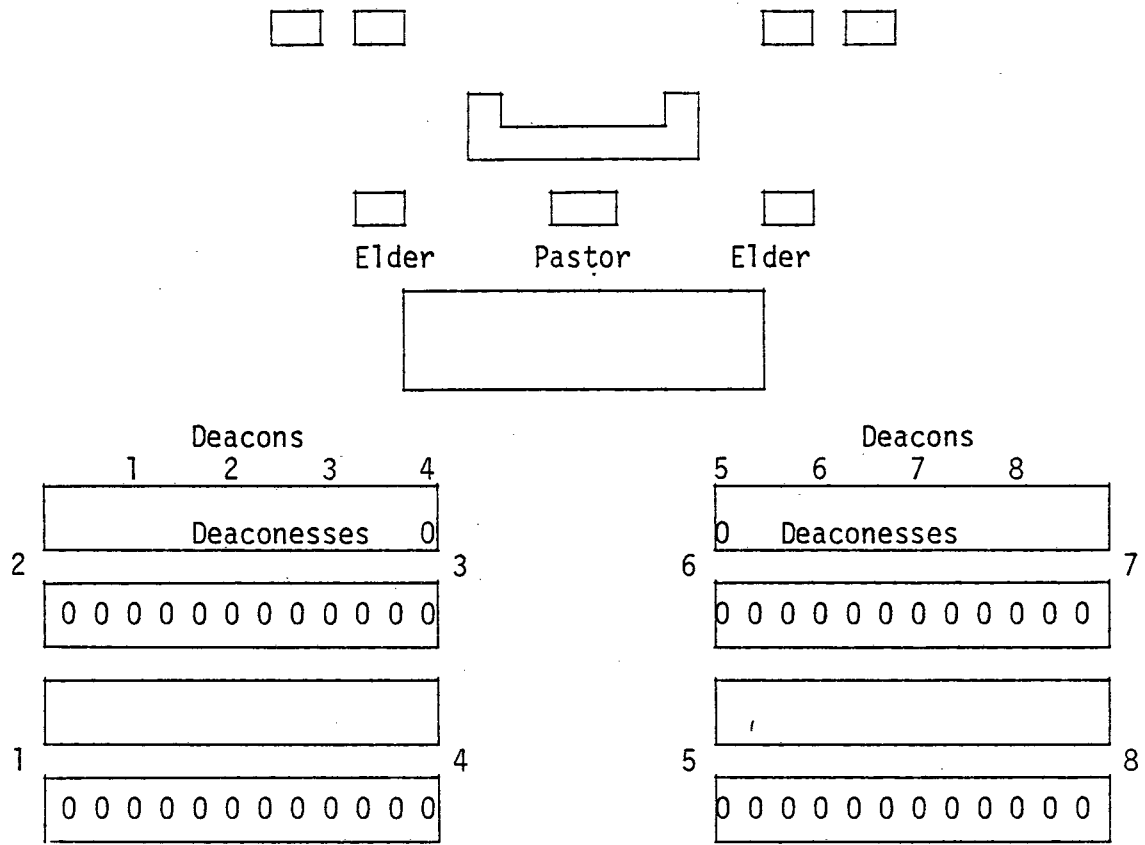 Elder Pastor Elder
Deacons Deacons
1 2 3 4 5 6 7 8
Deaconesses 0 0 Deaconesses
2 3 6 7
0 0 0 0 0 0 0 0 0 0 0 0 0 0 0 0 0 0 0 0 0 0 0 0
1 4 5 8
0 0 0 0 0 0 0 0 0 0 0 0 0 0 0 0 0 0 0 0 0 0 0 0